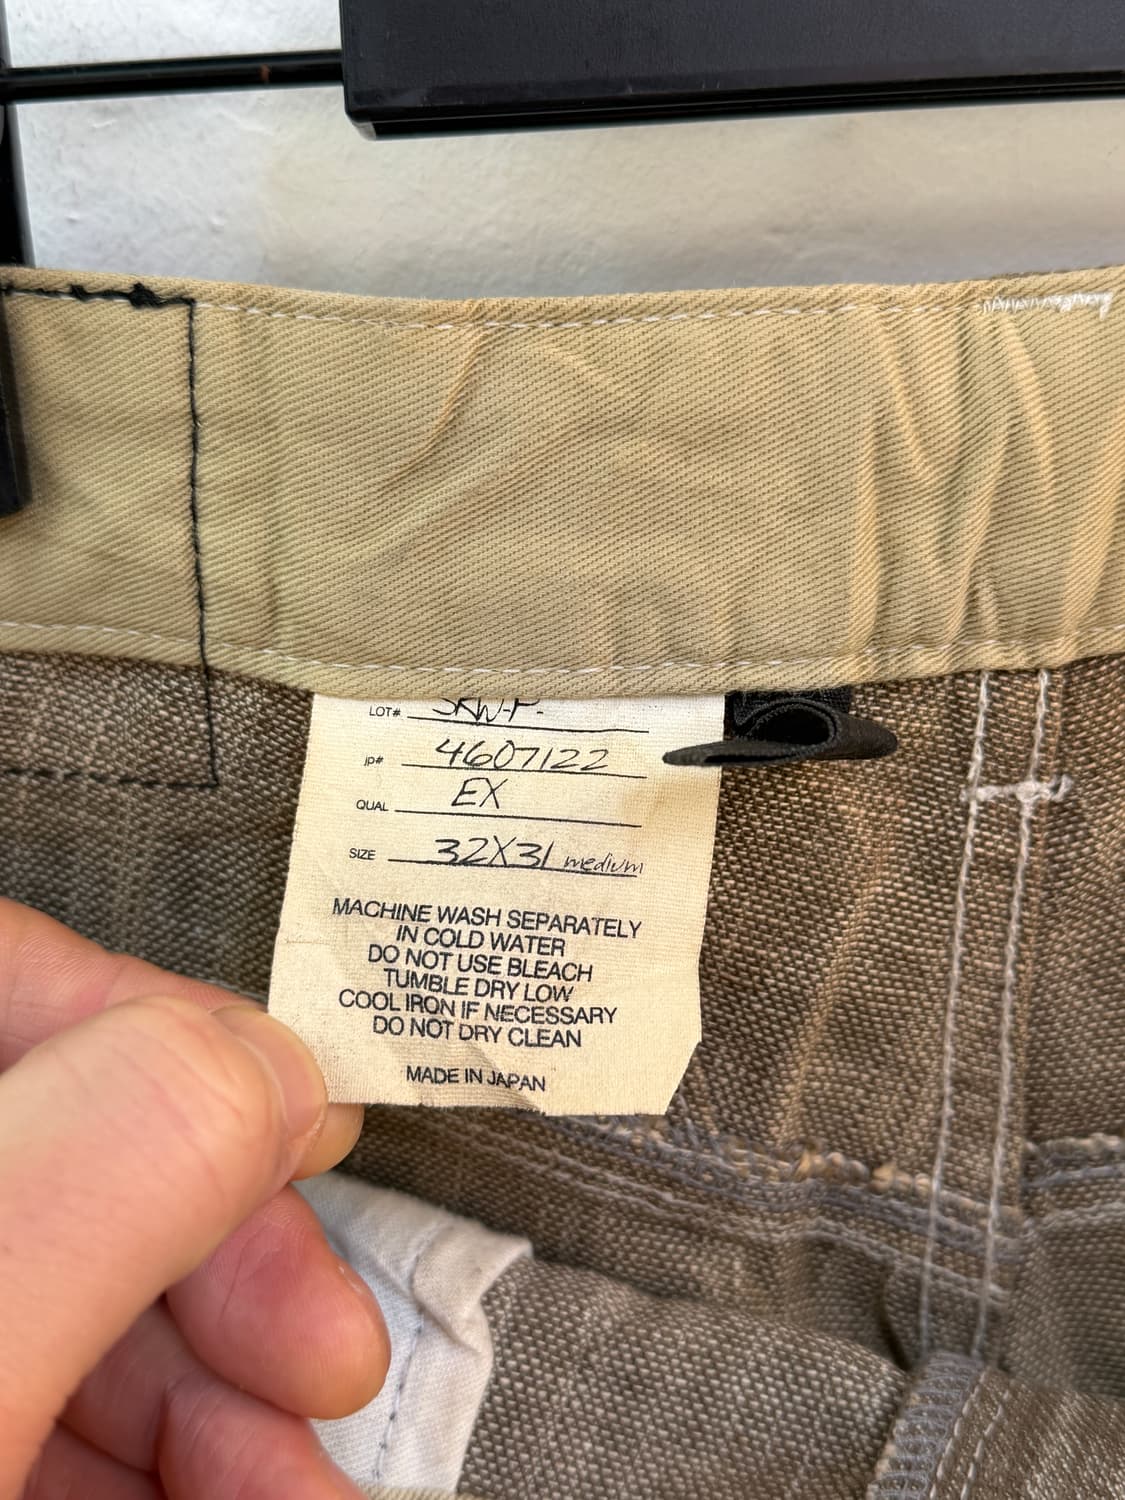 LOT#
IP# 4607122
QUAL EX
SIZE 32X31 medium
MACHINE WASH SEPARATELY
IN COLD WATER
DO NOT USE BLEACH
TUMBLE DRY LOW
COOL IRON IF NECESSARY
DO NOT DRY CLEAN
MADE IN JAPAN